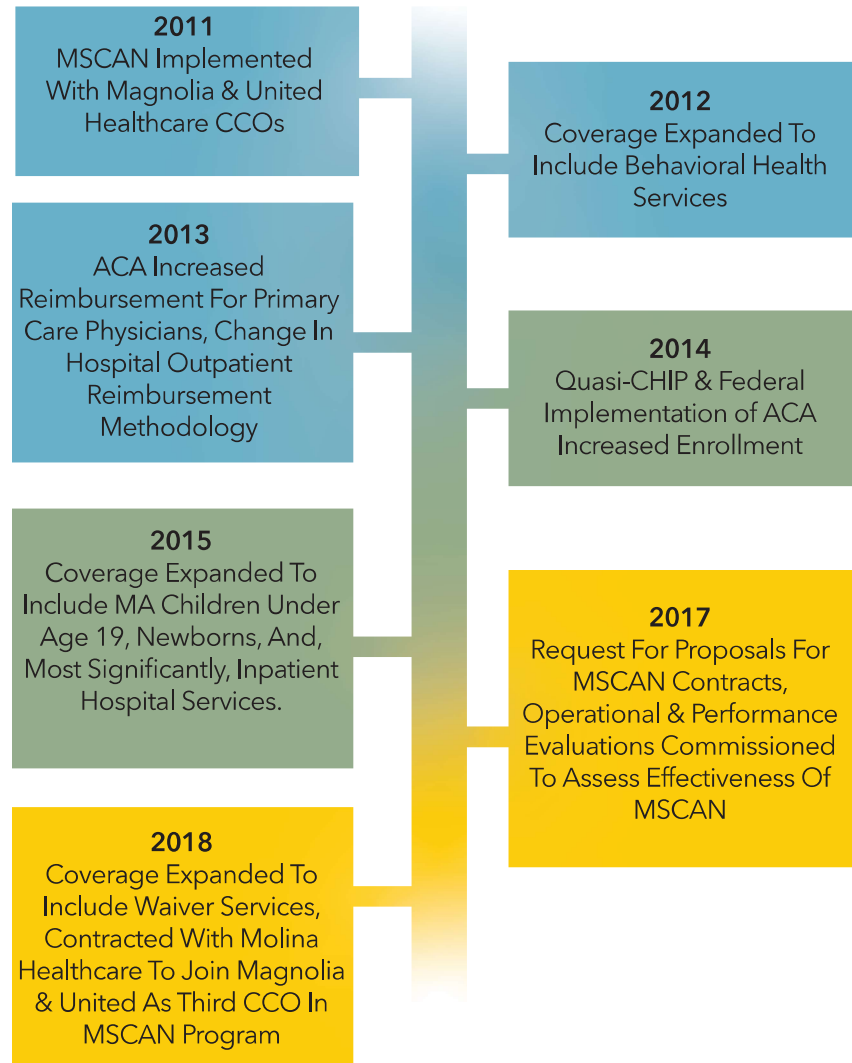 2011
MSCAN Implemented
With Magnolia & United
Healthcare CCOs
2012
Coverage Expanded To
Include Behavioral Health
Services
2013
ACA Increased
Reimbursement For Primary
Care Physicians, Change In
Hospital Outpatient
Reimbursement
Methodology
2014
Quasi-CHIP & Federal
Implementation of ACA
Increased Enrollment
2015
Coverage Expanded To
Include MA Children Under
Age 19, Newborns, And,
Most Significantly, Inpatient
Hospital Services.
2017
Request For Proposals For
MSCAN Contracts,
Operational & Performance
Evaluations Commissioned
To Assess Effectiveness Of
MSCAN
2018
Coverage Expanded To
Include Waiver Services,
Contracted With Molina
Healthcare To Join Magnolia
& United As Third CCO In
MSCAN Program